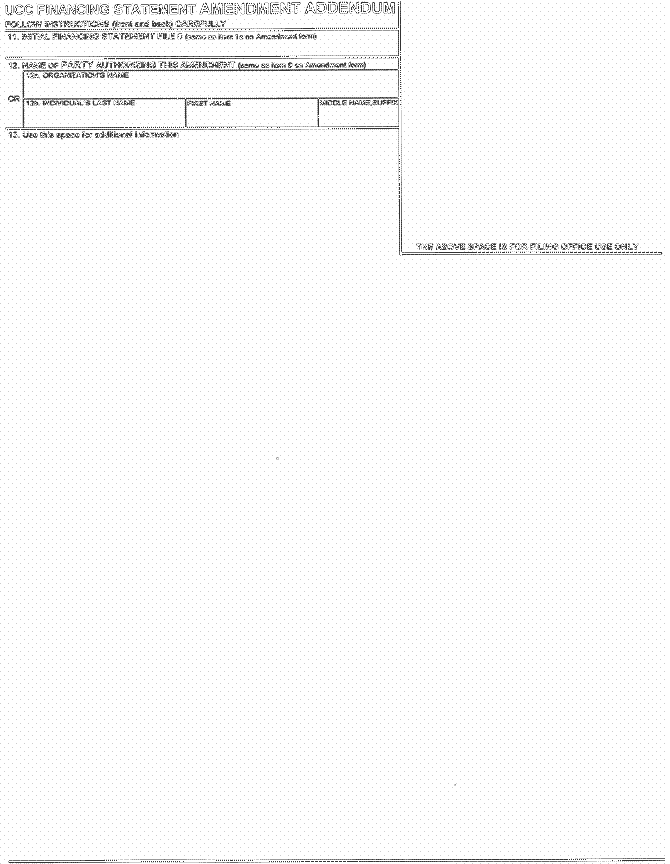 UCC FINANCING STATEMENT AMENDMENT ADDENDUM
FOLLOW INSTRUCTIONS (front and back) CAREFULLY
11. INITIAL FINANCING STATEMENT FILE # (same as item 1a on Amendment form)
12. NAME OF PARTY AUTHORIZING THIS AMENDMENT (same as item 9 on Amendment form)
12a. ORGANIZATION'S NAME
OR
12b. INDIVIDUAL'S LAST NAME
FIRST NAME
MIDDLE NAME,SUFFIX
13. Use this space for additional information
THE ABOVE SPACE IS FOR FILING OFFICE USE ONLY